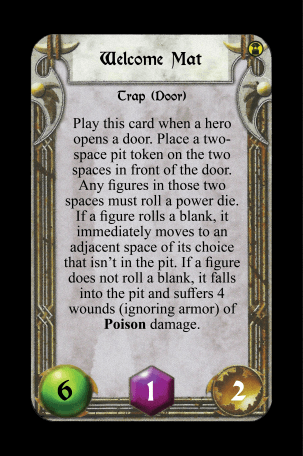 Welcome Mat
Trap (Door)
Play this card when a hero
opens a door. Place a two-
space pit token on the two
spaces in front of the door.
Any figures in those two
spaces must roll a power die.
If a figure rolls a blank, it
immediately moves to an
adjacent space of its choice
that isn't in the pit. If a figure
does not roll a blank, it falls
into the pit and suffers 4
wounds (ignoring armor) of
Poison damage.
6 1 2